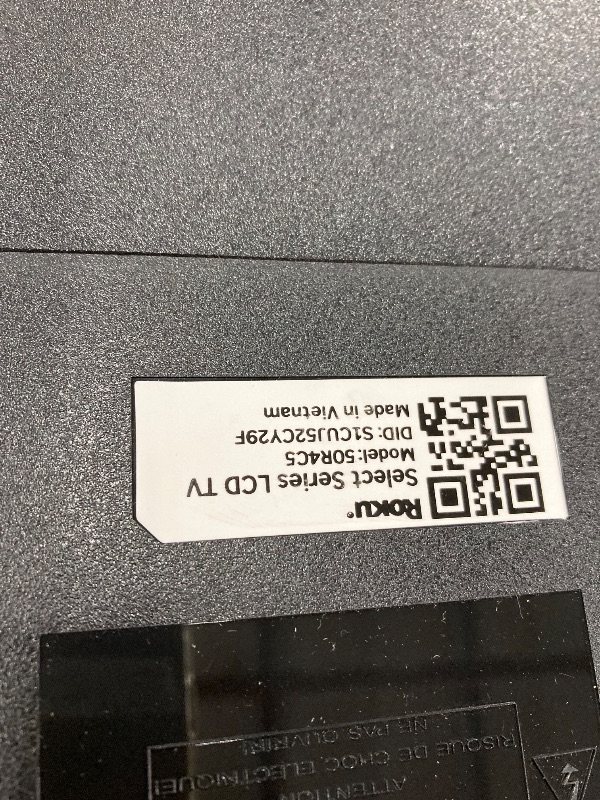 Roku
Select Series LCD TV
Model:50R4C5
DID: S1CUJ52CY29F
Made in Vietnam
ATTENTION
RISQUE DE CHOC ELECTRIQUE!
NE PAS OUVRIR!